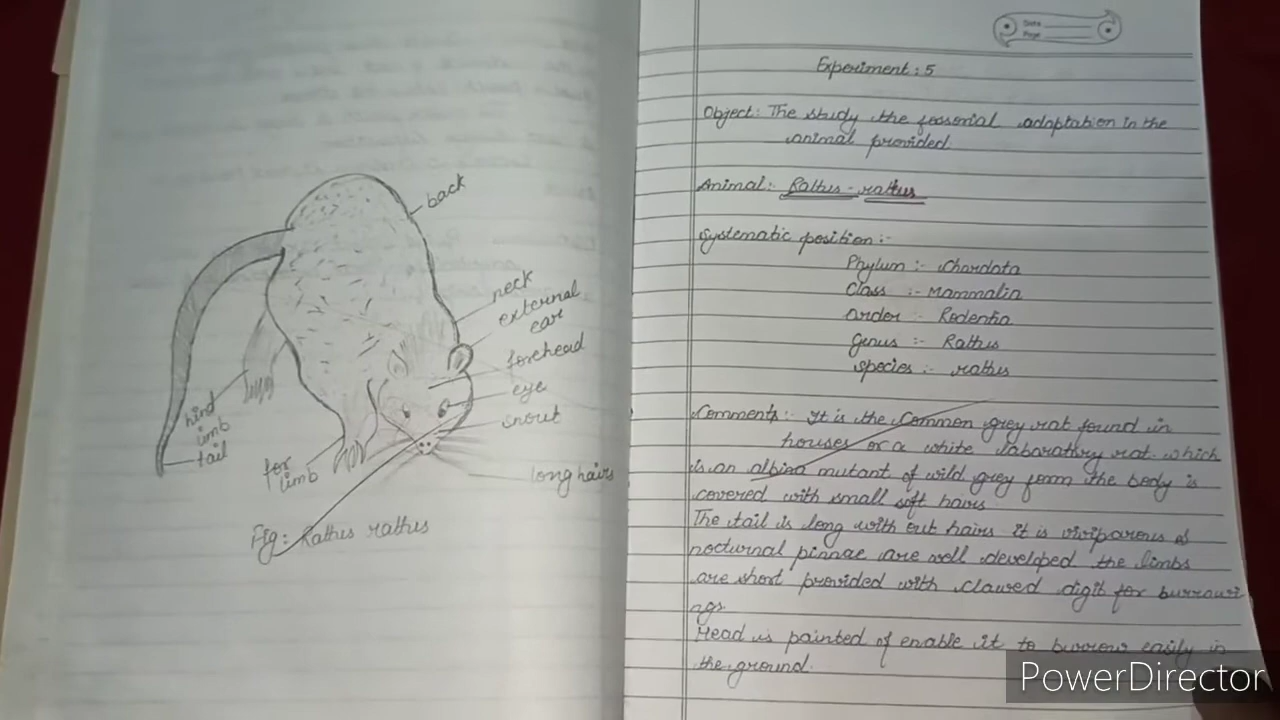 back
neck
external
ear
forehead
eye
snout
long hairs
hind
limb
tail
for
limb
Fig: Rattus rattus
Date
Page
Experiment: 5
Object: The study the fossorial adaptation in the
animal provided.
Animal:- Rattus-rattus
Systematic position:-
Phylum :- Chordata
Class :- Mammalia
order :- Rodentia
genus :- Rattus
species :- rattus
Comments:- It is the Common grey rat found in
houses or a white labarathry rat. which
is an albino mutant of wild grey form the body is
covered with small soft hairs
The tail is long with out hairs it is viviparous &
nocturnal pinnae are well developed the limbs
are short provided with clawed digit for burrowi
ngs
Head is painted of enable it to burrow easily in
the ground.
PowerDirector